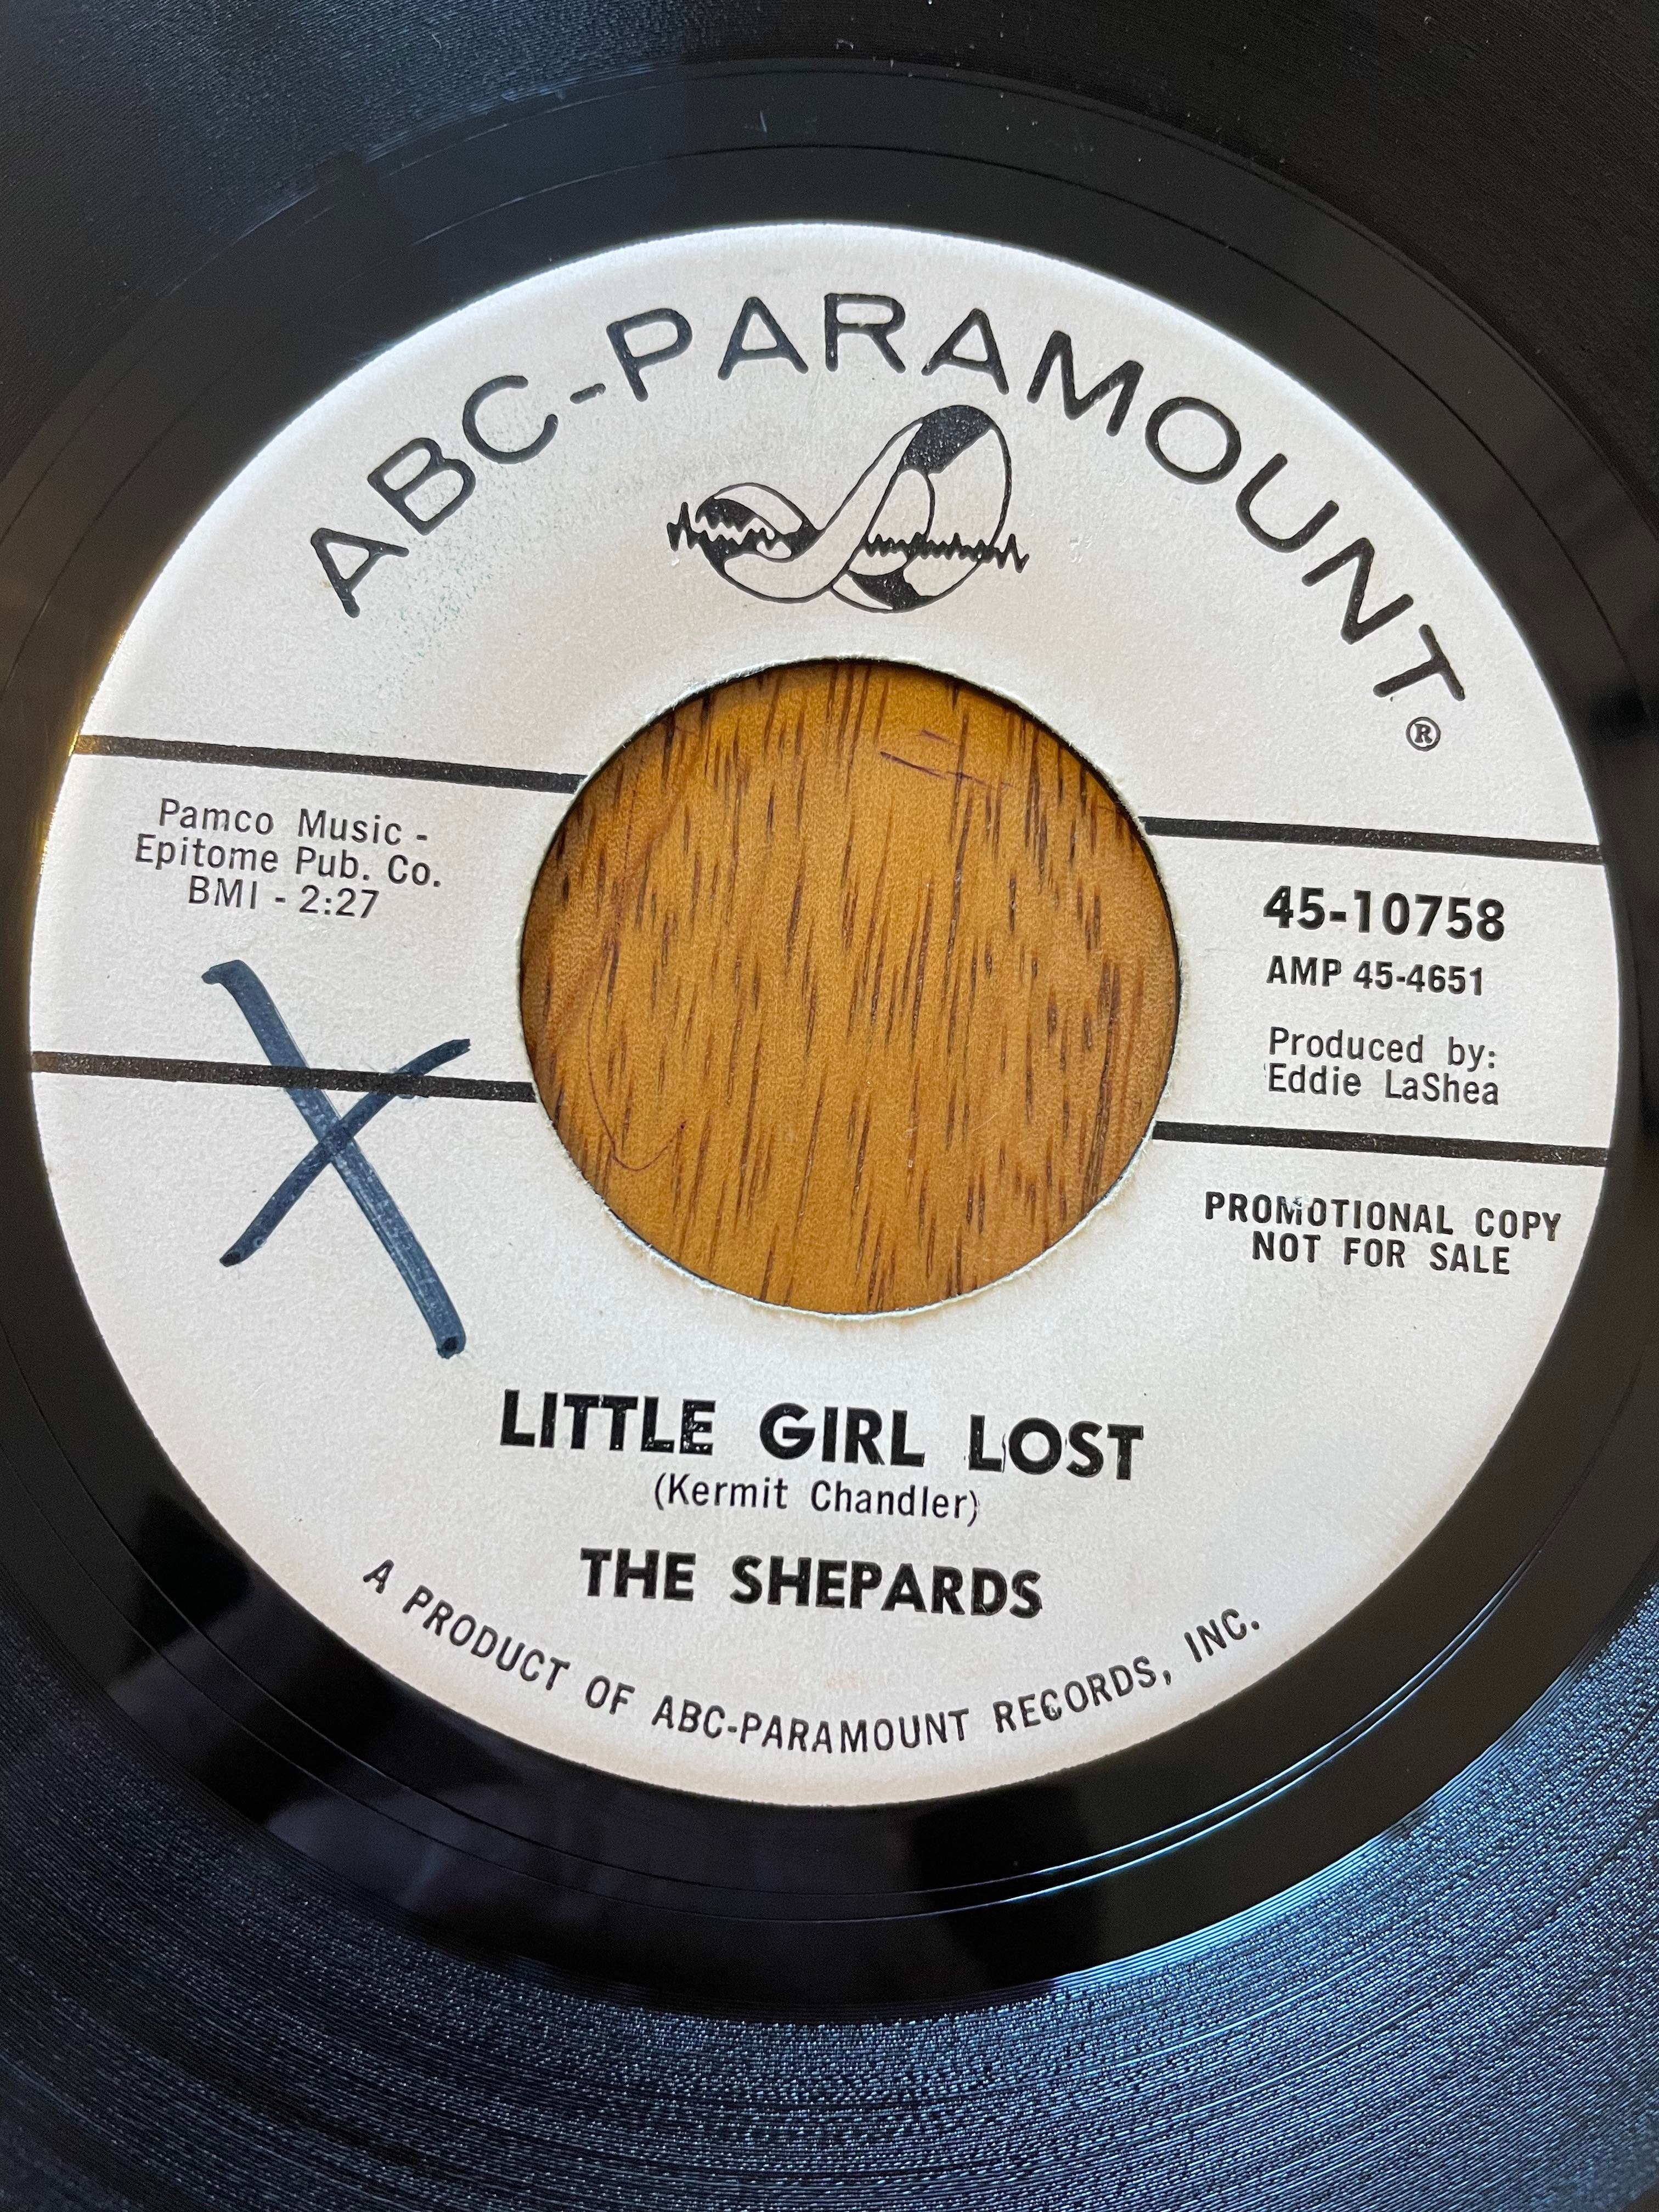 ABC-PARAMOUNT
®
Pamco Music -
Epitome Pub. Co.
BMI - 2:27
45-10758
AMP 45-4651
Produced by:
Eddie LaShea
PROMOTIONAL COPY
NOT FOR SALE
X
LITTLE GIRL LOST
(Kermit Chandler)
THE SHEPARDS
A PRODUCT OF ABC-PARAMOUNT RECORDS, INC.